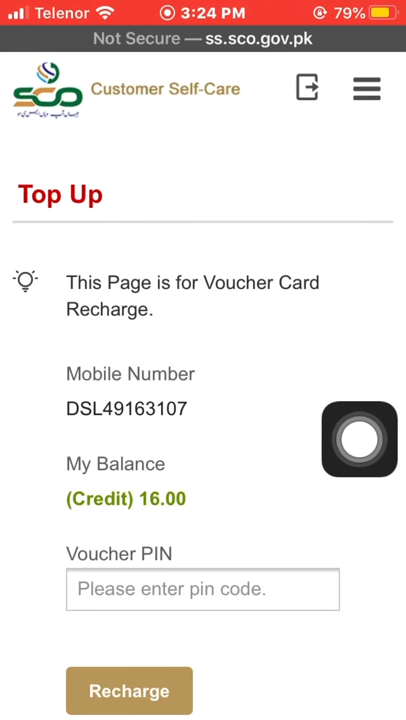 Telenor 3:24 PM 79%
Not Secure — ss.sco.gov.pk
SCO Customer Self-Care
Top Up
This Page is for Voucher Card
Recharge.
Mobile Number
DSL49163107
My Balance
(Credit) 16.00
Voucher PIN
Please enter pin code.
Recharge